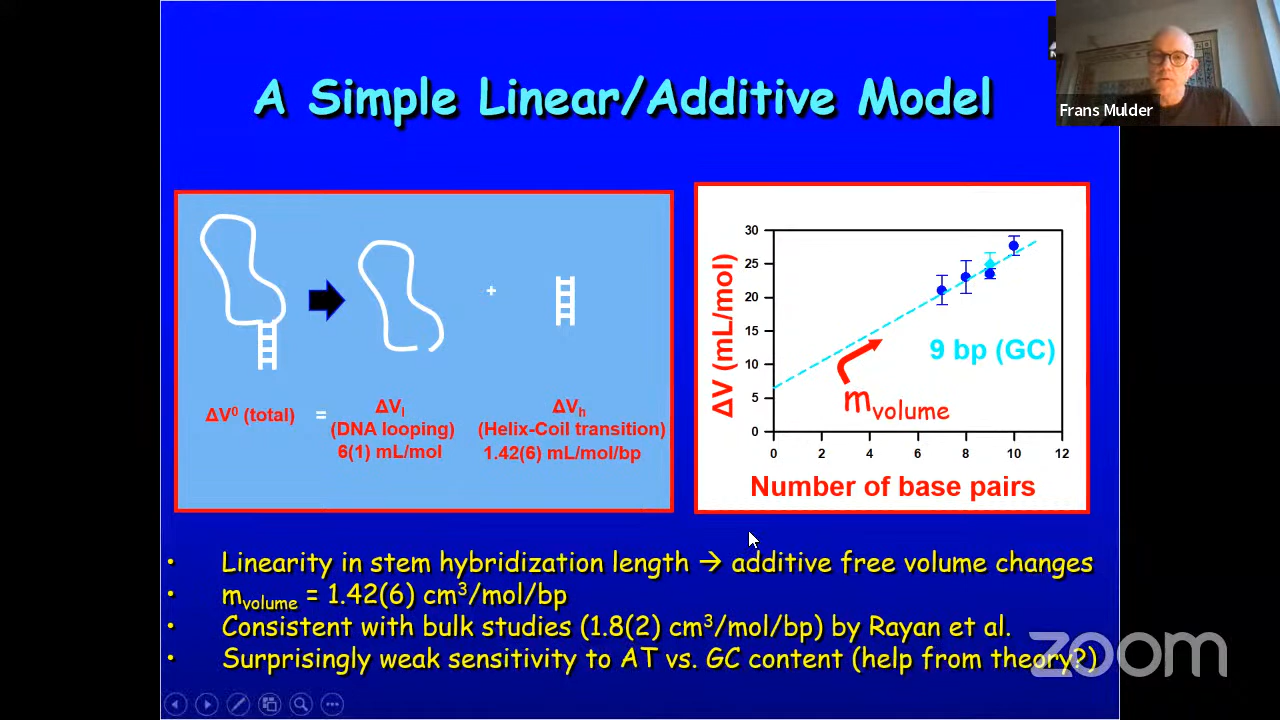 A Simple Linear/Additive Model
Frans Mulder
+
ΔV⁰ (total)
=
ΔVₗ
(DNA looping)
6(1) mL/mol
ΔVₕ
(Helix-Coil transition)
1.42(6) mL/mol/bp
ΔV (mL/mol)
30
25
20
15
10
5
0
0 2 4 6 8 10 12
9 bp (GC)
m_volume
Number of base pairs
• Linearity in stem hybridization length → additive free volume changes
• m_volume = 1.42(6) cm³/mol/bp
• Consistent with bulk studies (1.8(2) cm³/mol/bp) by Rayan et al.
• Surprisingly weak sensitivity to AT vs. GC content (help from theory?)
zoom